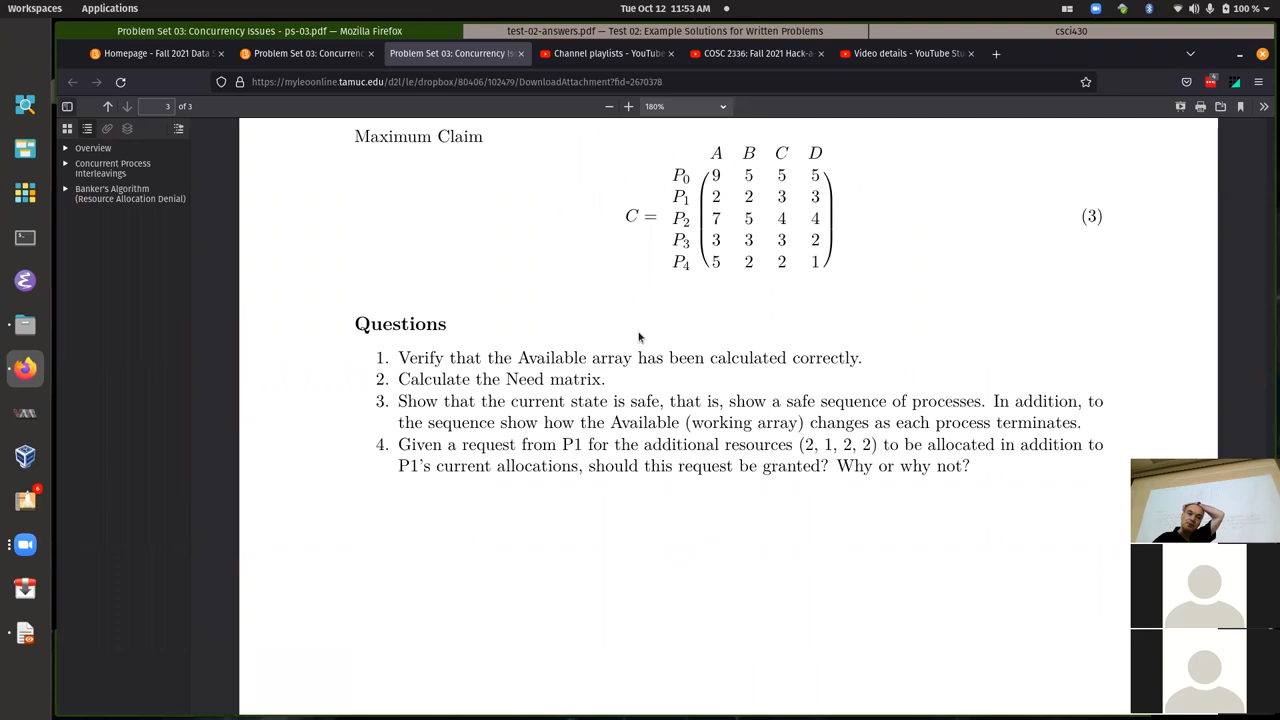 Workspaces Applications Tue Oct 12 11:53 AM 100 %
Problem Set 03: Concurrency Issues - ps-03.pdf — Mozilla Firefox test-02-answers.pdf — Test 02: Example Solutions for Written Problems csci430
Homepage - Fall 2021 Data S Problem Set 03: Concurrenc Problem Set 03: Concurrency Is Channel playlists - YouTube COSC 2336: Fall 2021 Hack-a Video details - YouTube Stu
https://myleoonline.tamuc.edu/d2l/le/dropbox/80406/102479/DownloadAttachment?fid=2670378
3 of 3 180%
Overview
Concurrent Process
Interleavings
Banker's Algorithm
(Resource Allocation Denial)
Maximum Claim
A B C D
P0 9 5 5 5
P1 2 2 3 3
C = P2 7 5 4 4 (3)
P3 3 3 3 2
P4 5 2 2 1
Questions
1. Verify that the Available array has been calculated correctly.
2. Calculate the Need matrix.
3. Show that the current state is safe, that is, show a safe sequence of processes. In addition, to
the sequence show how the Available (working array) changes as each process terminates.
4. Given a request from P1 for the additional resources (2, 1, 2, 2) to be allocated in addition to
P1's current allocations, should this request be granted? Why or why not?